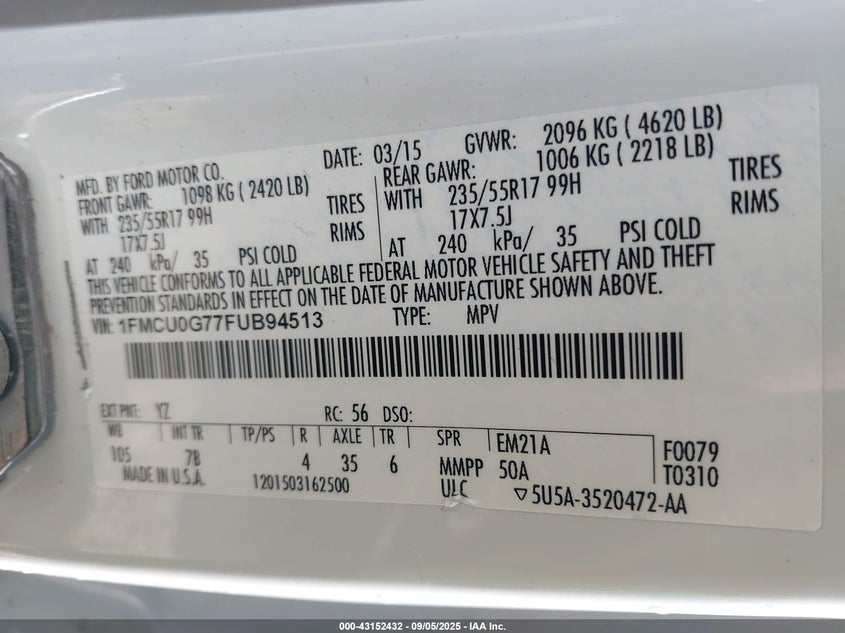 MFD. BY FORD MOTOR CO. DATE: 03/15 GVWR: 2096 KG ( 4620 LB)
FRONT GAWR: 1098 KG ( 2420 LB) REAR GAWR: 1006 KG ( 2218 LB)
WITH 235/55R17 99H TIRES WITH 235/55R17 99H TIRES
17X7.5J RIMS 17X7.5J RIMS
AT 240 kPa/ 35 PSI COLD AT 240 kPa/ 35 PSI COLD
THIS VEHICLE CONFORMS TO ALL APPLICABLE FEDERAL MOTOR VEHICLE SAFETY AND THEFT
PREVENTION STANDARDS IN EFFECT ON THE DATE OF MANUFACTURE SHOWN ABOVE.
VIN: 1FMCU0G77FUB94513 TYPE: MPV
EXT PNT: YZ RC: 56 DSO:
WB INT TR TP/PS R AXLE TR SPR EM21A F0079
105 7B 4 35 6 MMPP 50A T0310
MADE IN U.S.A. 1201503162500 ULC ▽5U5A-3520472-AA
000-43152432 - 09/05/2025 - IAA Inc.